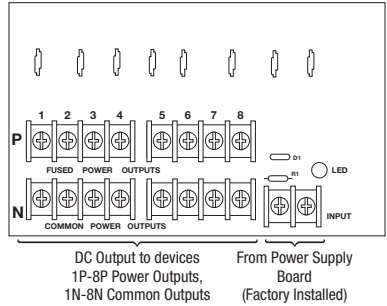 1 2 3 4 5 6 7 8
P
FUSED POWER OUTPUTS
D1
LED
R1
N
COMMON POWER OUTPUTS
INPUT
DC Output to devices
1P-8P Power Outputs,
1N-8N Common Outputs
From Power Supply
Board
(Factory Installed)